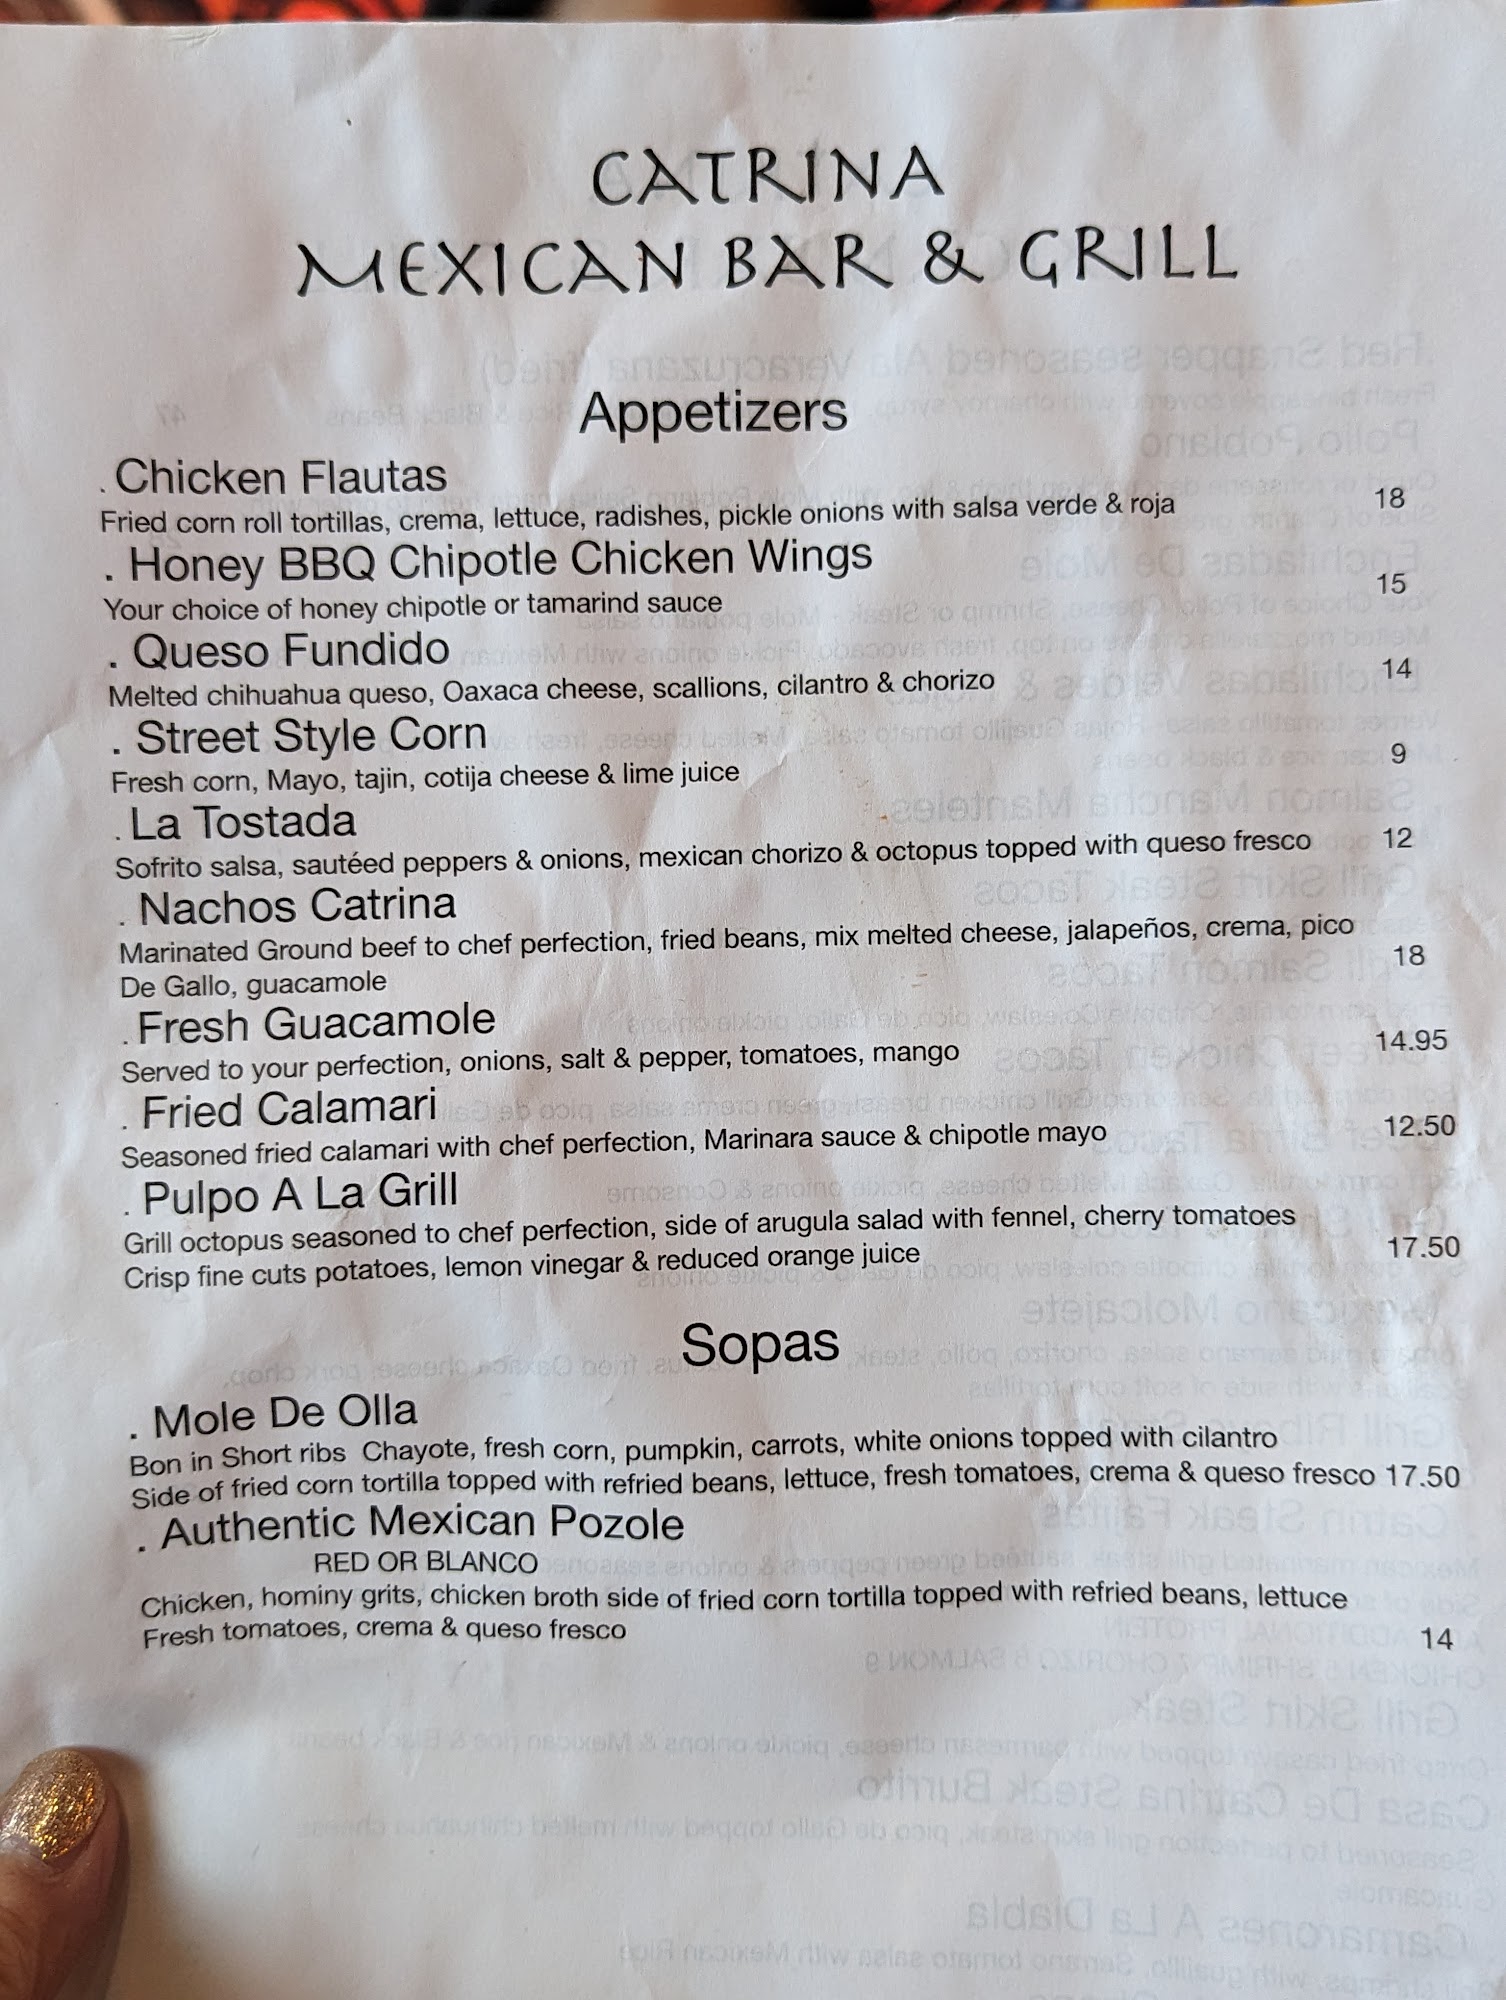 CATRINA
MEXICAN BAR & GRILL
Appetizers
. Chicken Flautas
Fried corn roll tortillas, crema, lettuce, radishes, pickle onions with salsa verde & roja 18
. Honey BBQ Chipotle Chicken Wings
Your choice of honey chipotle or tamarind sauce 15
. Queso Fundido
Melted chihuahua queso, Oaxaca cheese, scallions, cilantro & chorizo 14
. Street Style Corn
Fresh corn, Mayo, tajin, cotija cheese & lime juice 9
. La Tostada
Sofrito salsa, sautéed peppers & onions, mexican chorizo & octopus topped with queso fresco 12
. Nachos Catrina
Marinated Ground beef to chef perfection, fried beans, mix melted cheese, jalapeños, crema, pico
De Gallo, guacamole 18
. Fresh Guacamole
Served to your perfection, onions, salt & pepper, tomatoes, mango 14.95
. Fried Calamari
Seasoned fried calamari with chef perfection, Marinara sauce & chipotle mayo 12.50
. Pulpo A La Grill
Grill octopus seasoned to chef perfection, side of arugula salad with fennel, cherry tomatoes
Crisp fine cuts potatoes, lemon vinegar & reduced orange juice 17.50
Sopas
. Mole De Olla
Bon in Short ribs Chayote, fresh corn, pumpkin, carrots, white onions topped with cilantro
Side of fried corn tortilla topped with refried beans, lettuce, fresh tomatoes, crema & queso fresco 17.50
. Authentic Mexican Pozole
RED OR BLANCO
Chicken, hominy grits, chicken broth side of fried corn tortilla topped with refried beans, lettuce
Fresh tomatoes, crema & queso fresco 14